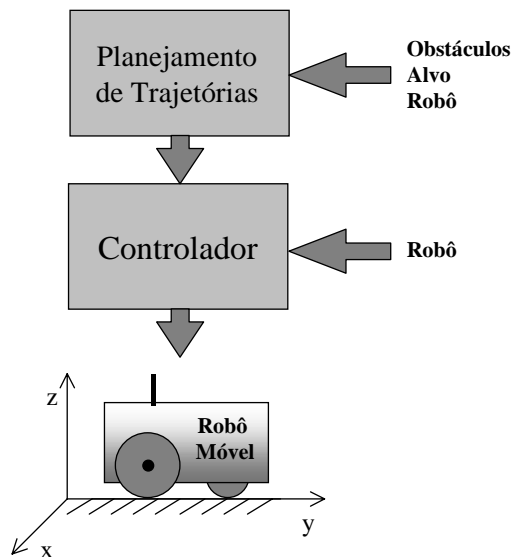 Planejamento
de Trajetórias
Obstáculos
Alvo
Robô
Controlador
Robô
z
Robô
Móvel
y
x